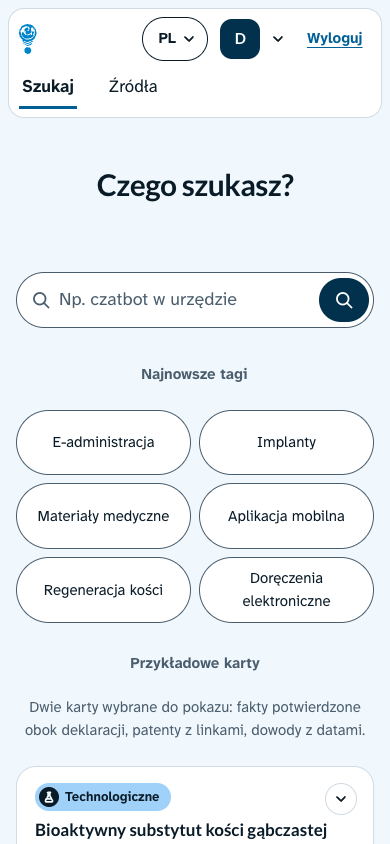 PL
D
Wyloguj
Szukaj
Źródła
Czego szukasz?
Np. czatbot w urzędzie
Najnowsze tagi
E-administracja
Implanty
Materiały medyczne
Aplikacja mobilna
Regeneracja kości
Doręczenia
elektroniczne
Przykładowe karty
Dwie karty wybrane do pokazu: fakty potwierdzone
obok deklaracji, patenty z linkami, dowody z datami.
Technologiczne
Bioaktywny substytut kości gąbczastej